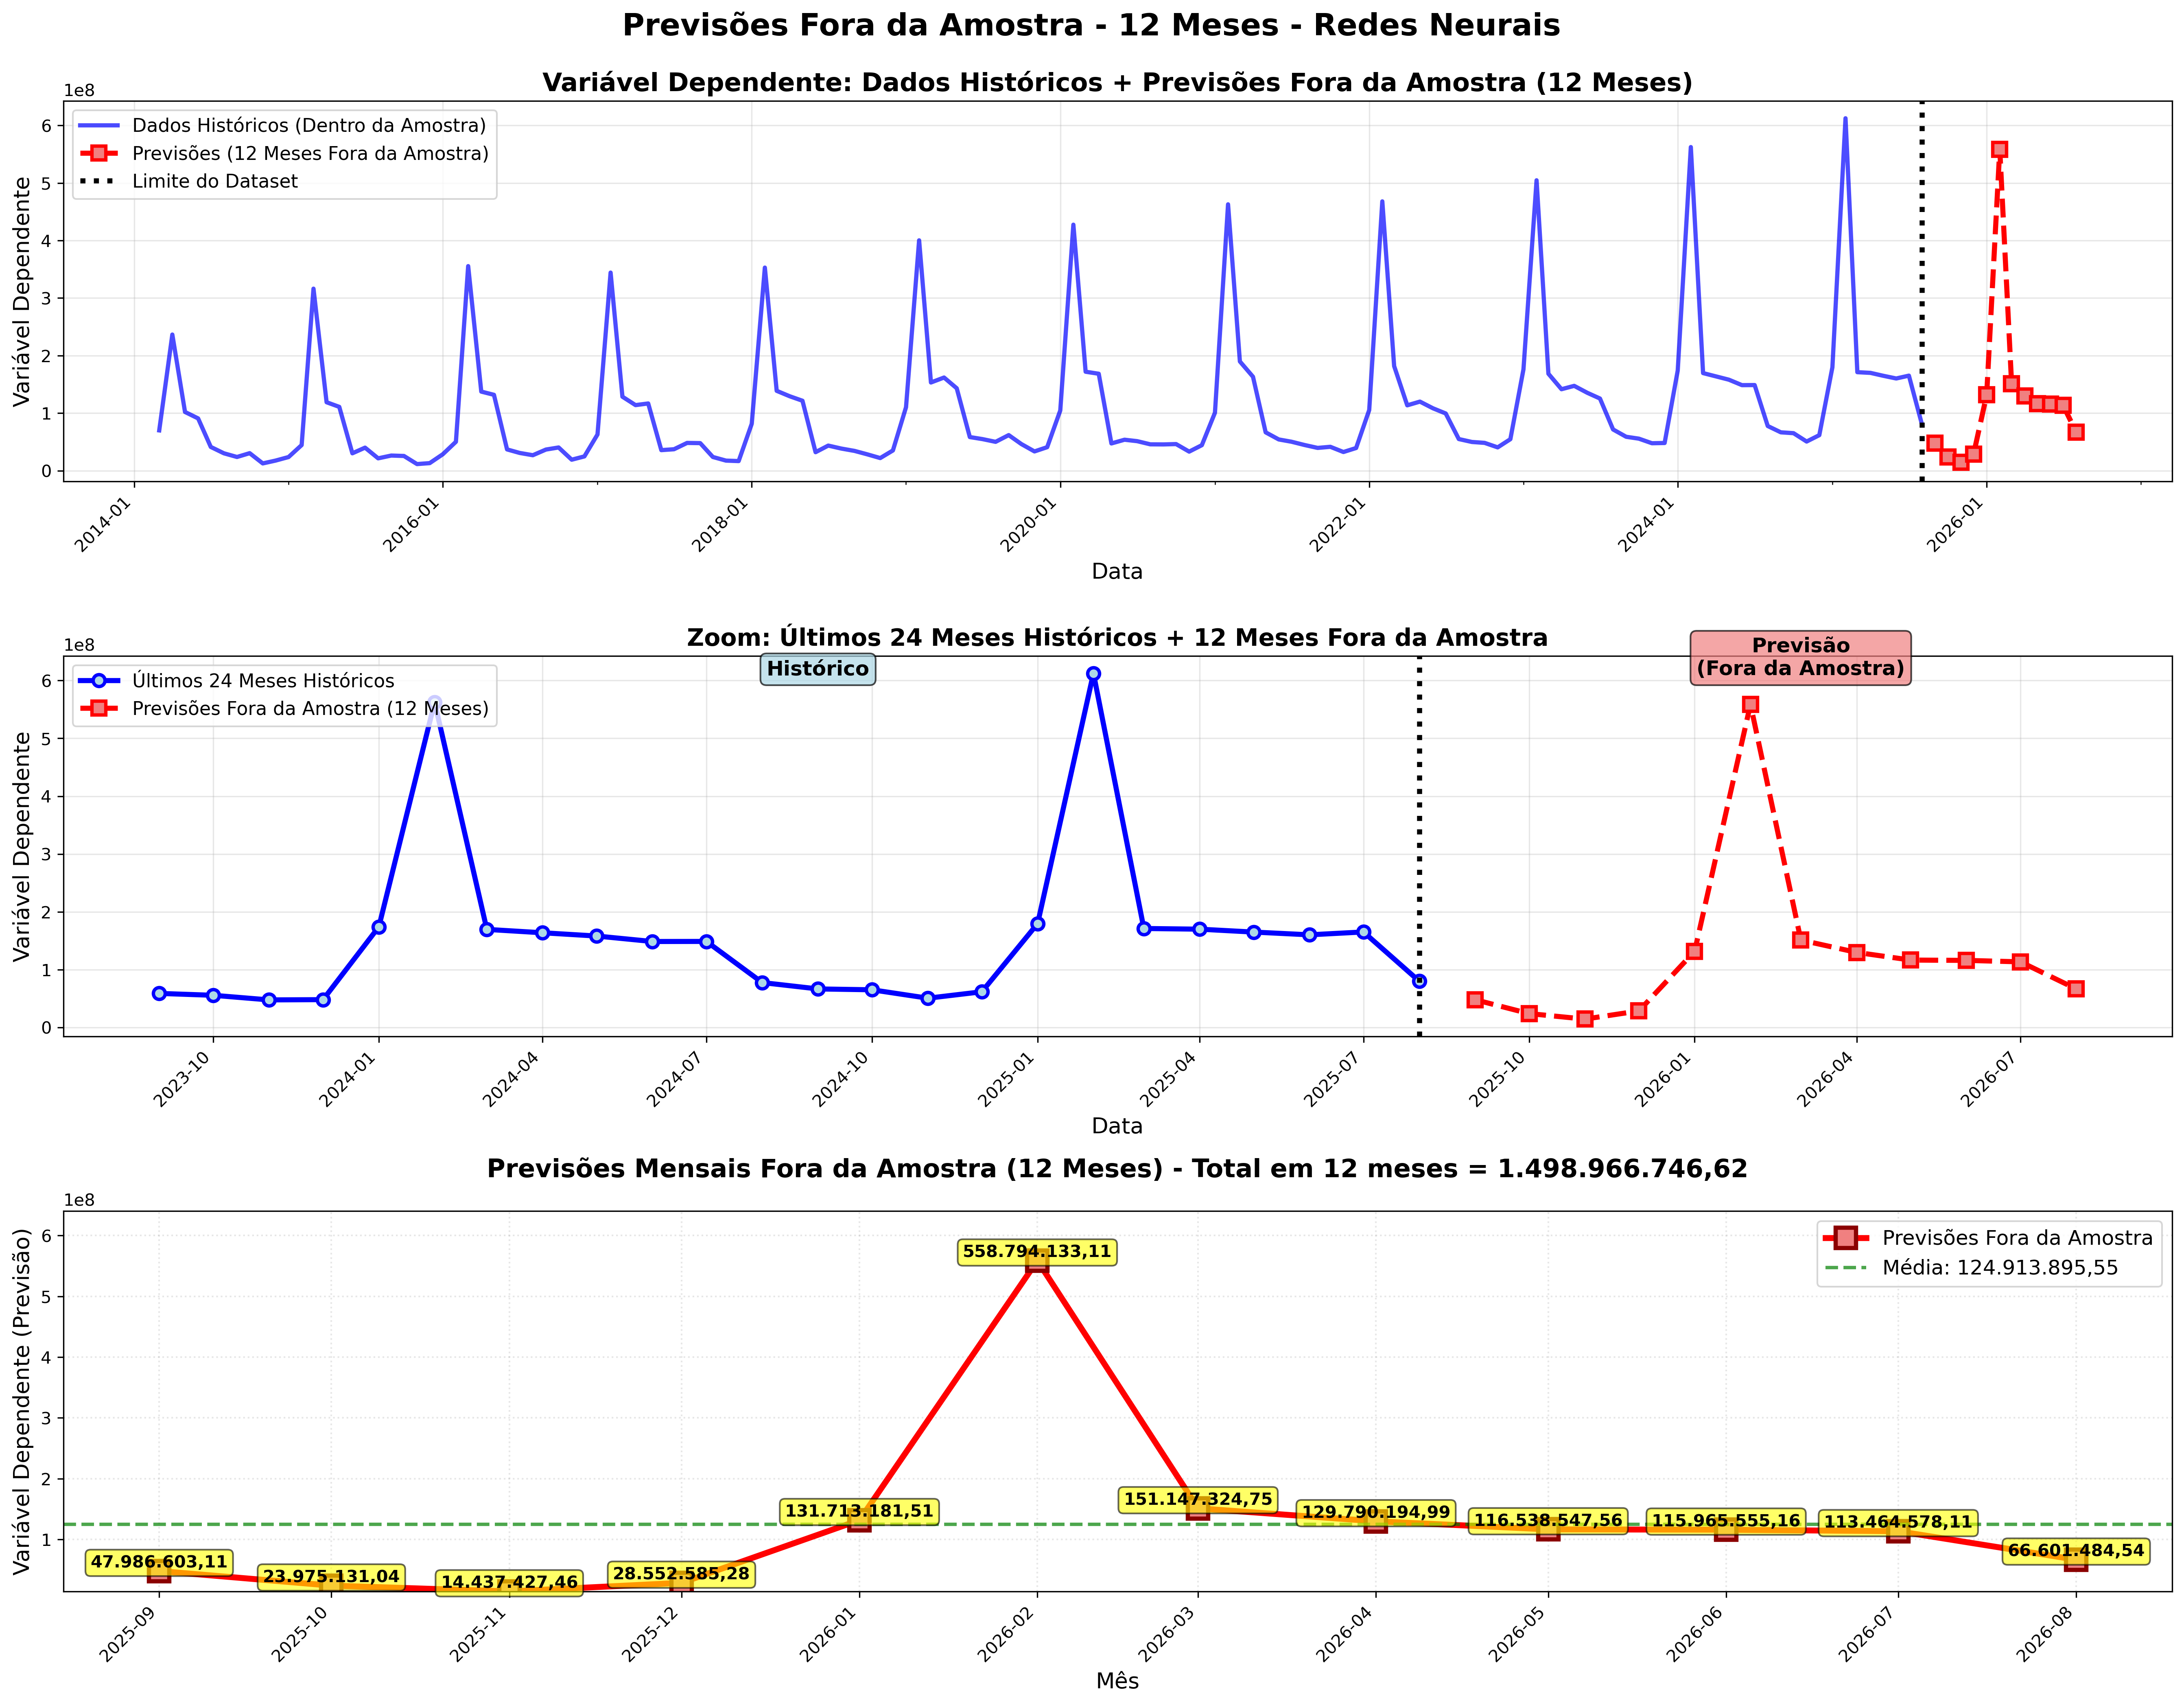 Previsões Fora da Amostra - 12 Meses - Redes Neurais
Variável Dependente: Dados Históricos + Previsões Fora da Amostra (12 Meses)
1e8
Dados Históricos (Dentro da Amostra)
Previsões (12 Meses Fora da Amostra)
Limite do Dataset
Variável Dependente
6
5
4
3
2
1
0
2014-01
2016-01
2018-01
2020-01
2022-01
2024-01
2026-01
Data
Zoom: Últimos 24 Meses Históricos + 12 Meses Fora da Amostra
1e8
Últimos 24 Meses Históricos
Previsões Fora da Amostra (12 Meses)
Histórico
Previsão
(Fora da Amostra)
Variável Dependente
6
5
4
3
2
1
0
2023-10
2024-01
2024-04
2024-07
2024-10
2025-01
2025-04
2025-07
2025-10
2026-01
2026-04
2026-07
Data
Previsões Mensais Fora da Amostra (12 Meses) - Total em 12 meses = 1.498.966.746,62
1e8
Previsões Fora da Amostra
Média: 124.913.895,55
Variável Dependente (Previsão)
6
5
4
3
2
1
47.986.603,11
23.975.131,04
14.437.427,46
28.552.585,28
131.713.181,51
558.794.133,11
151.147.324,75
129.790.194,99
116.538.547,56
115.965.555,16
113.464.578,11
66.601.484,54
2025-09
2025-10
2025-11
2025-12
2026-01
2026-02
2026-03
2026-04
2026-05
2026-06
2026-07
2026-08
Mês